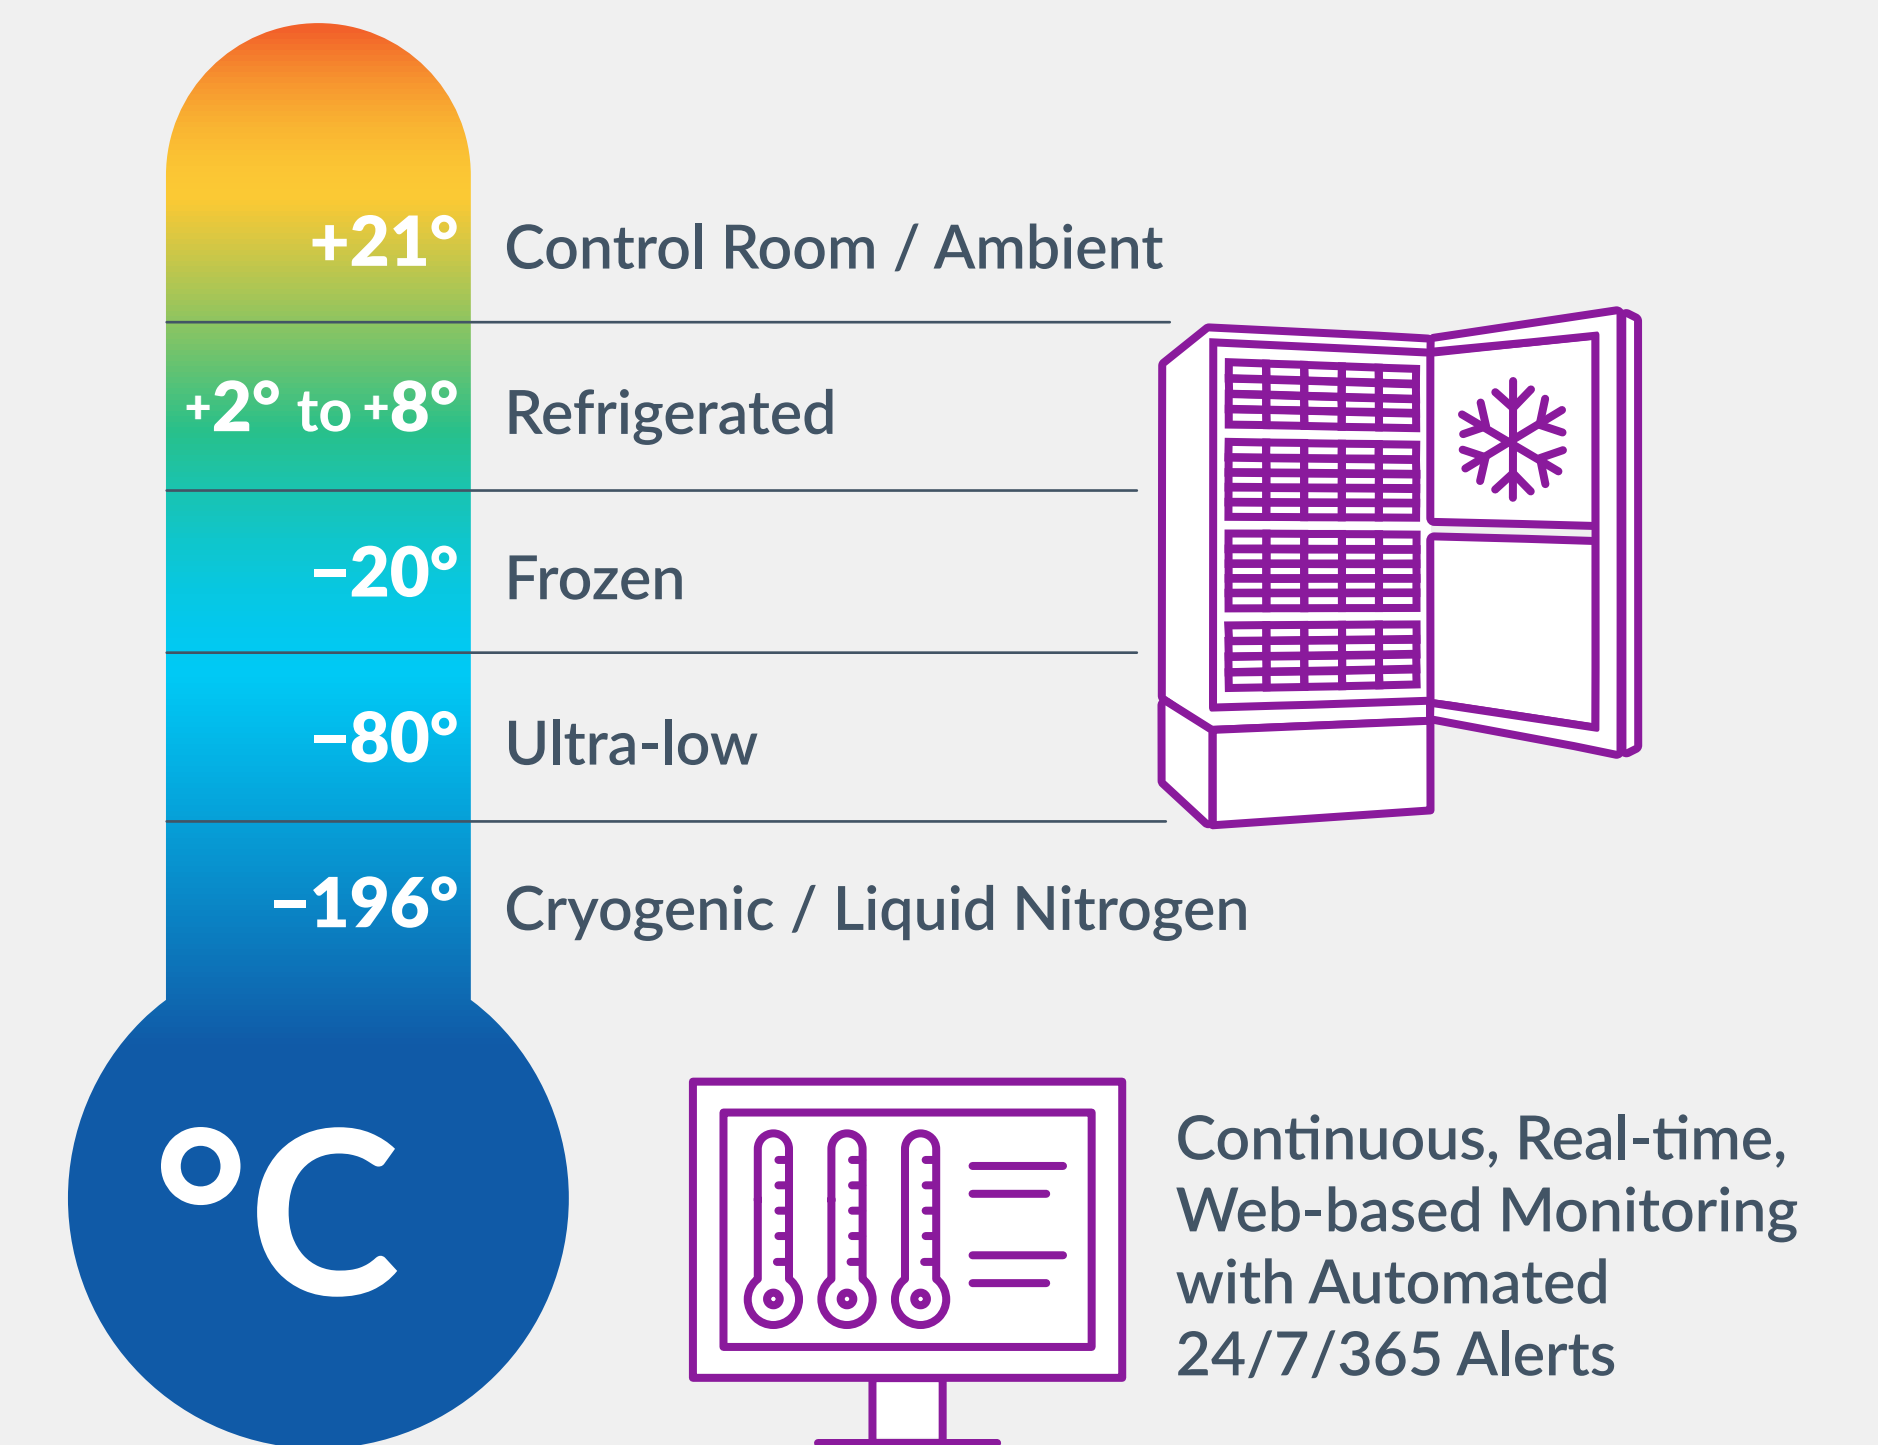 +21° Control Room / Ambient
+2° to +8° Refrigerated
−20° Frozen
−80° Ultra-low
−196° Cryogenic / Liquid Nitrogen
°C
Continuous, Real-time,
Web-based Monitoring
with Automated
24/7/365 Alerts